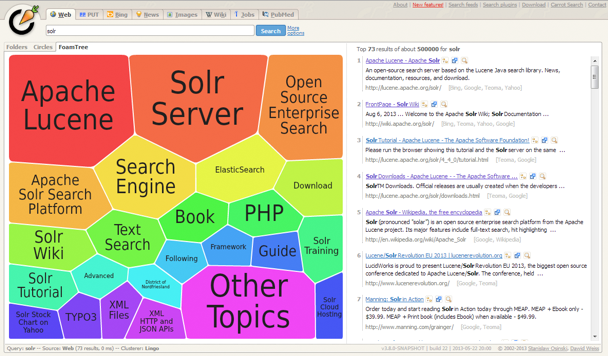 About | New features! | Search feeds | Search plugins | Download | Carrot Search | Contact
Web PUT Bing News Images Wiki Jobs PubMed
solr Search More options
Folders Circles FoamTree
Top 73 results of about 500000 for solr
Apache Lucene
Solr Server
Open Source Enterprise Search
Apache Solr Search Platform
Search Engine
ElasticSearch
Download
Solr Wiki
Text Search
Book
PHP
Solr Training
Solr Tutorial
Advanced
Following
Framework
Guide
District of Nordfriesland
Other Topics
Solr Stock Chart on Yahoo
TYPO3
XML Files
XML HTTP and JSON APIs
Solr Cloud Hosting
1 Apache Lucene - Apache Solr
An open-source search server based on the Lucene Java search library. News,
documentation, resources, and download.
http://lucene.apache.org/solr/ [Bing, Teoma, Google, Yahoo]
2 FrontPage - Solr Wiki
Aug 6, 2013 ... Welcome to the Apache Solr Wiki; Solr Documentation ...
http://wiki.apache.org/solr/ [Bing, Teoma, Yahoo, Google]
3 Solr Tutorial - Apache Lucene - The Apache Software Foundation!
Please run the browser showing this tutorial and the Solr server on the same ...
http://lucene.apache.org/solr/4_4_0/tutorial.html [Teoma, Google]
4 Solr Downloads - Apache Lucene - - The Apache Software ...
SolrTM Downloads. Official releases are usually created when the developers ...
http://lucene.apache.org/solr/downloads.html [Teoma, Google]
5 Apache Solr - Wikipedia, the free encyclopedia
Solr (pronounced "solar") is an open source enterprise search platform from the Apache
Lucene project. Its major features include full-text search, hit highlighting ...
http://en.wikipedia.org/wiki/Apache_Solr [Google, Wikipedia]
6 Lucene/Solr Revolution EU 2013 | lucenerevolution.org
LucidWorks is proud to present Lucene/Solr Revolution EU 2013, the biggest open source
conference dedicated to Apache Lucene/Solr. The conference, held ...
http://www.lucenerevolution.org/ [Teoma, Google]
7 Manning: Solr in Action
Order today and start reading Solr in Action today through MEAP. MEAP + Ebook only -
$39.99. MEAP + Print book (includes Ebook) when available - $49.99.
http://www.manning.com/grainger/ [Yahoo, Google]
Query: solr -- Source: Web (73 results, 0 ms) -- Clusterer: Lingo
© 2002-2013 Stanislaw Osinski, Dawid Weiss